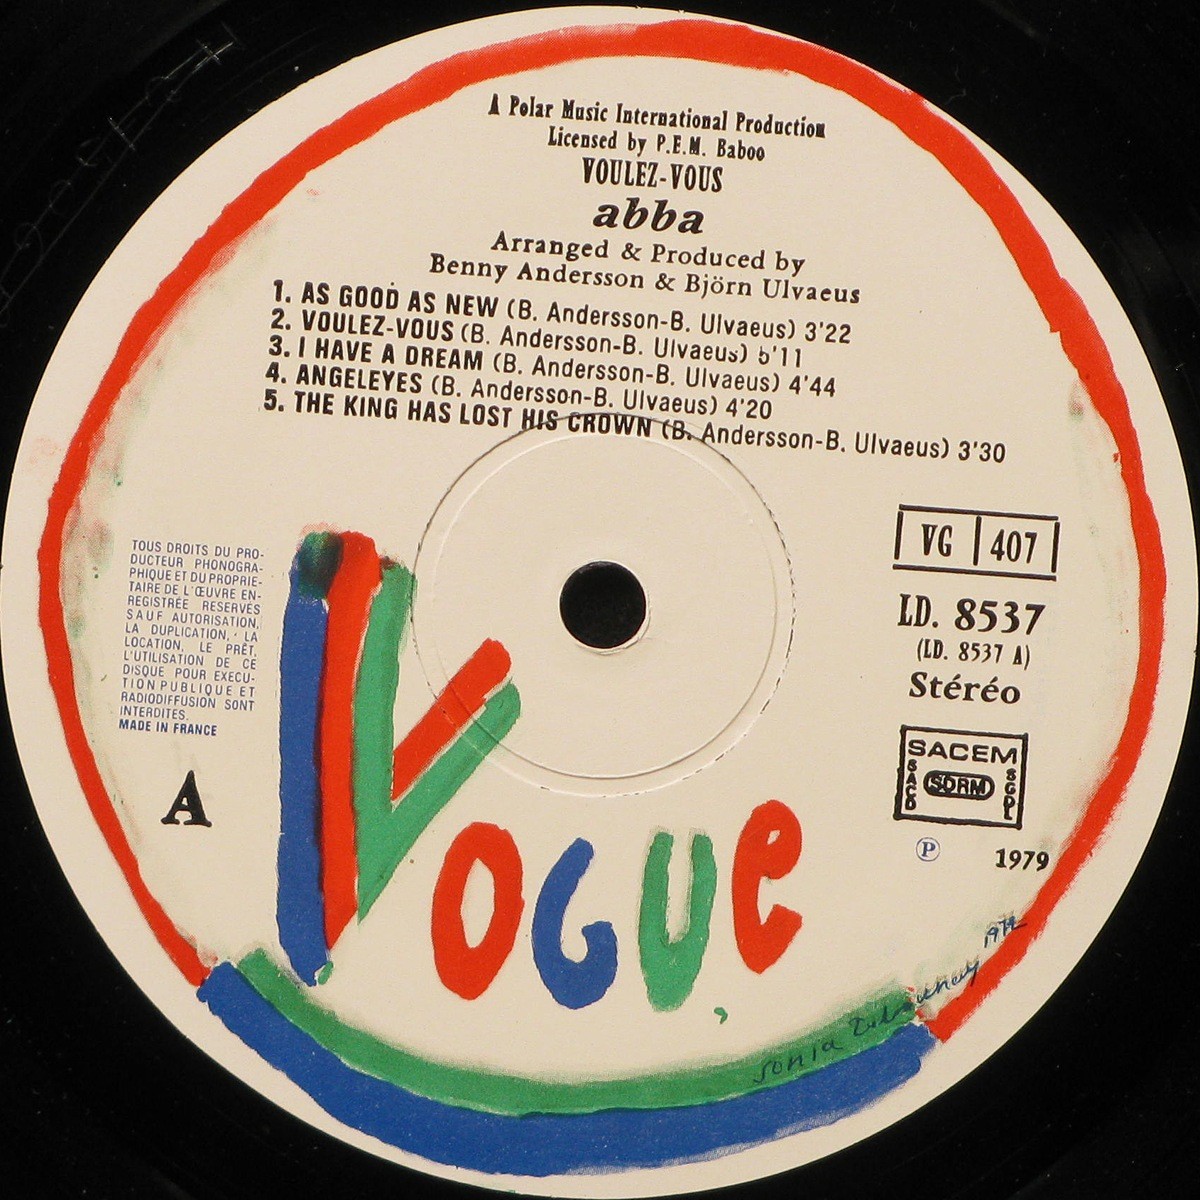 A Polar Music International Production
Licensed by P.E.M. Baboo
VOULEZ-VOUS
abba
Arranged & Produced by
Benny Andersson & Björn Ulvaeus
1. AS GOOD AS NEW (B. Andersson-B. Ulvaeus) 3'22
2. VOULEZ-VOUS (B. Andersson-B. Ulvaeus) 5'11
3. I HAVE A DREAM (B. Andersson-B. Ulvaeus) 4'44
4. ANGELEYES (B. Andersson-B. Ulvaeus) 4'20
5. THE KING HAS LOST HIS CROWN (B. Andersson-B. Ulvaeus) 3'30
VG 407
LD. 8537
(LD. 8537 A)
Stéréo
SACEM
SACD SDRM SGDL
Ⓟ 1979
TOUS DROITS DU PRO-
DUCTEUR PHONOGRA-
PHIQUE ET DU PROPRIE-
TAIRE DE L'ŒUVRE EN-
REGISTRÉE RESERVÉS
SAUF AUTORISATION,
LA DUPLICATION, LA
LOCATION, LE PRÊT,
L'UTILISATION DE CE
DISQUE POUR EXECU-
TION PUBLIQUE ET
RADIODIFFUSION SONT
INTERDITES.
MADE IN FRANCE
A
VOGUE
sonia Delaunay